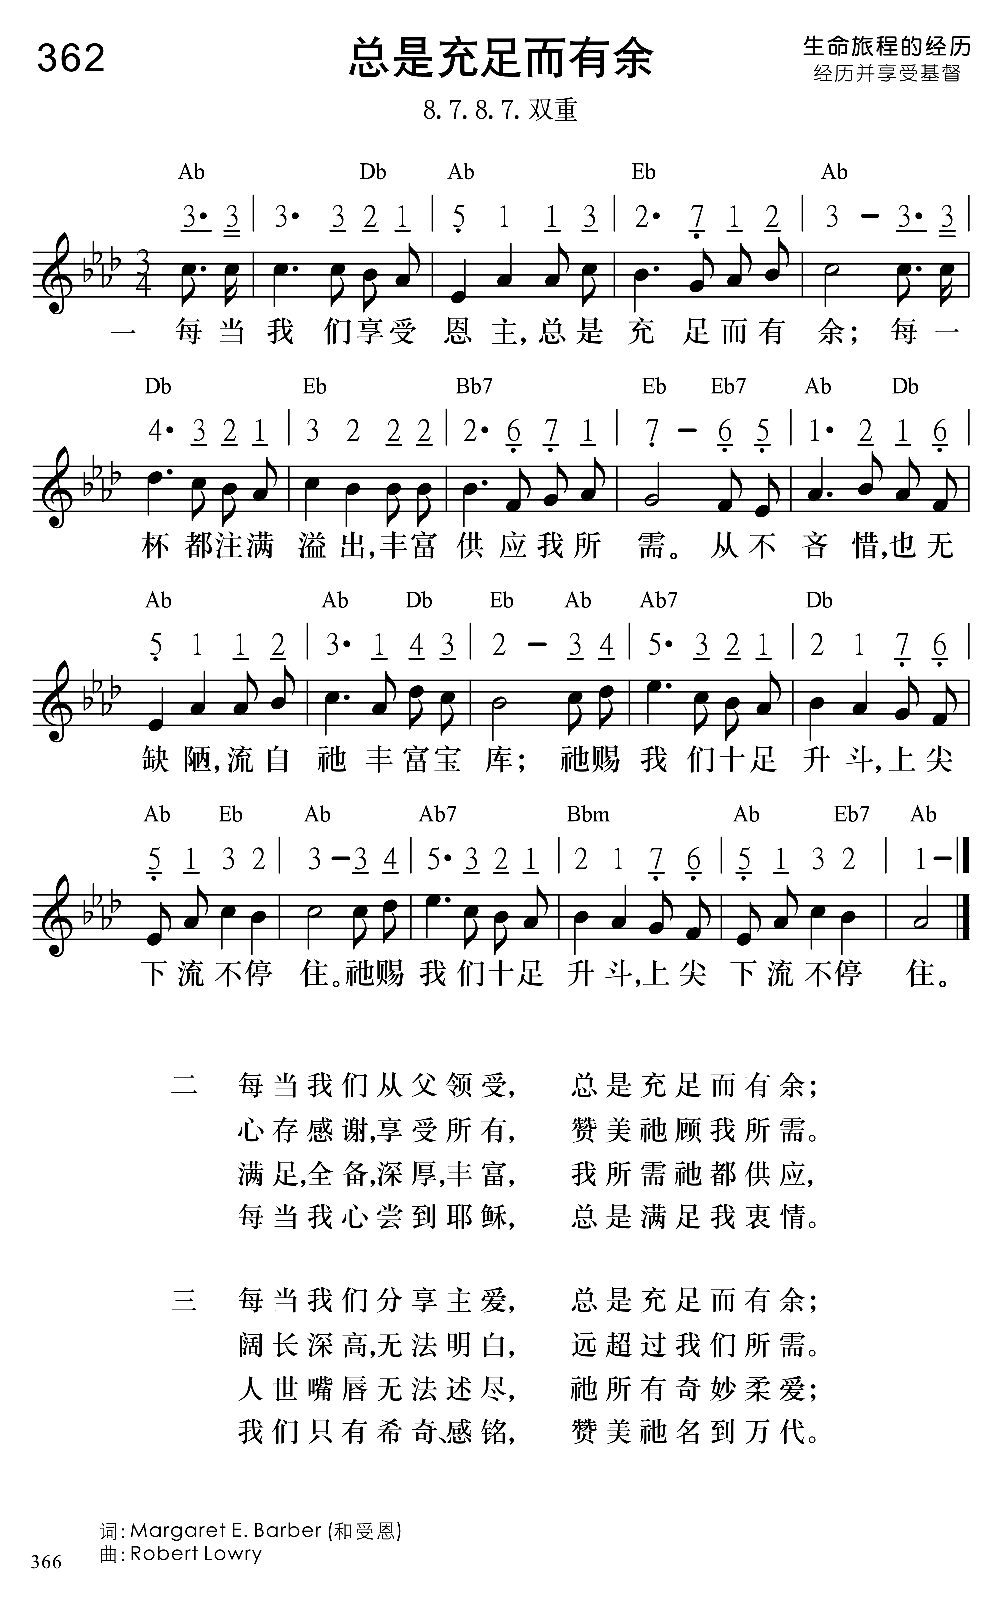 362
总是充足而有余
生命旅程的经历
经历并享受基督
8. 7. 8. 7. 双重
Ab Db Ab Eb Ab
3· 3 | 3· 3 2 1 | 5 1 1 3 | 2· 7 1 2 | 3 – 3· 3 |
3 4
一 每当我们享受恩主,总是充足而有余；每一
Db Eb Bb7 Eb Eb7 Ab Db
4· 3 2 1 | 3 2 2 2 | 2· 6 7 1 | 7 – 6 5 | 1· 2 1 6 |
杯都注满溢出,丰富供应我所需。从不吝惜,也无
Ab Ab Db Eb Ab Ab7 Db
5 1 1 2 | 3· 1 4 3 | 2 – 3 4 | 5· 3 2 1 | 2 1 7 6 |
缺陋,流自祂丰富宝库；祂赐我们十足升斗,上尖
Ab Eb Ab Ab7 Bbm Ab Eb7 Ab
5 1 3 2 | 3 – 3 4 | 5· 3 2 1 | 2 1 7 6 | 5 1 3 2 | 1 – ‖
下流不停住。祂赐我们十足升斗,上尖下流不停住。
二 每当我们从父领受, 总是充足而有余；
心存感谢,享受所有, 赞美祂顾我所需。
满足,全备,深厚,丰富, 我所需祂都供应,
每当我心尝到耶稣, 总是满足我衷情。
三 每当我们分享主爱, 总是充足而有余；
阔长深高,无法明白, 远超过我们所需。
人世嘴唇无法述尽, 祂所有奇妙柔爱；
我们只有希奇、感铭, 赞美祂名到万代。
词: Margaret E. Barber (和受恩)
曲: Robert Lowry
366